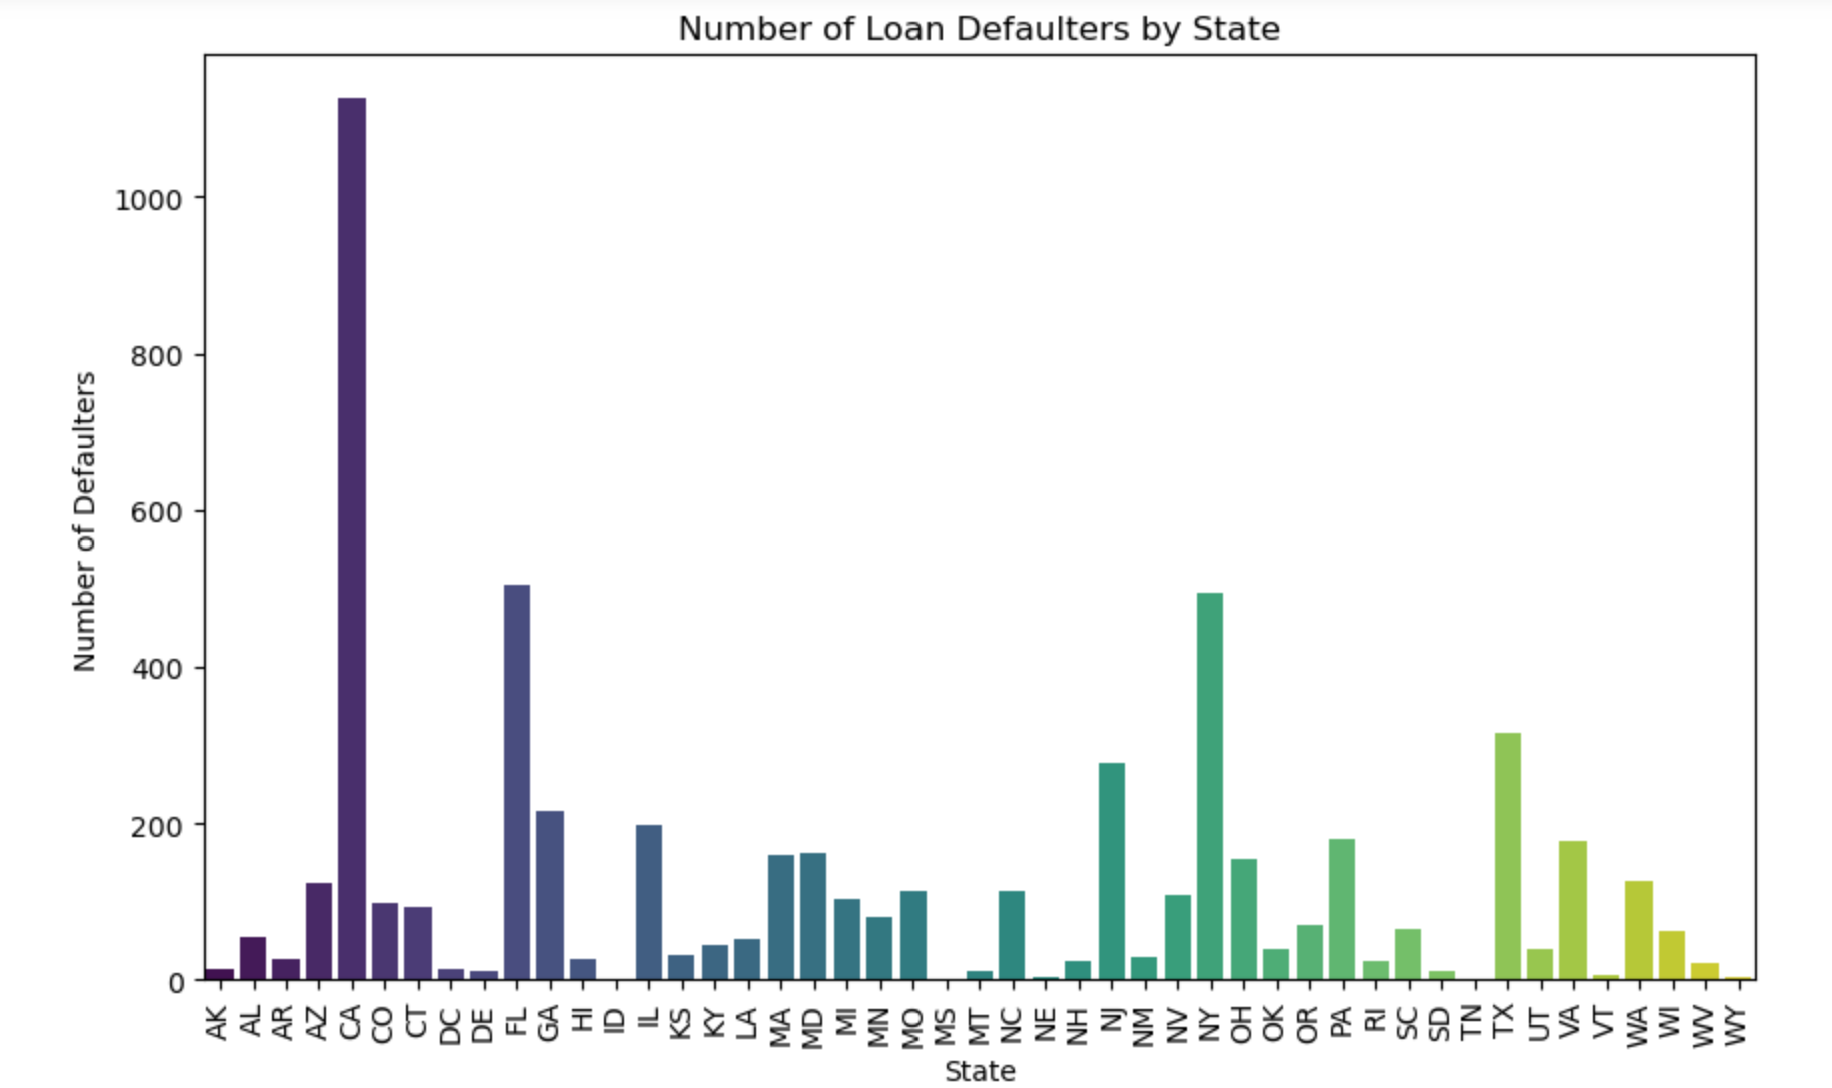 Number of Loan Defaulters by State
Number of Defaulters
1000
800
600
400
200
0
AK AL AR AZ CA CO CT DC DE FL GA HI ID IL KS KY LA MA MD MI MN MO MS MT NC NE NH NJ NM NV NY OH OK OR PA RI SC SD TN TX UT VA VT WA WI WV WY
State